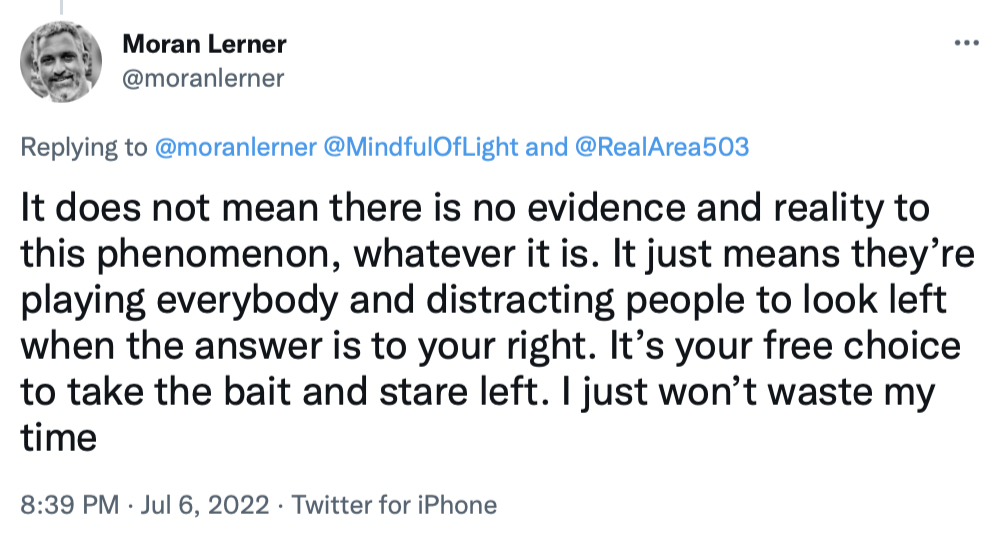 Moran Lerner
@moranlerner
Replying to @moranlerner @MindfulOfLight and @RealArea503
It does not mean there is no evidence and reality to
this phenomenon, whatever it is. It just means they’re
playing everybody and distracting people to look left
when the answer is to your right. It’s your free choice
to take the bait and stare left. I just won’t waste my
time
8:39 PM · Jul 6, 2022 · Twitter for iPhone